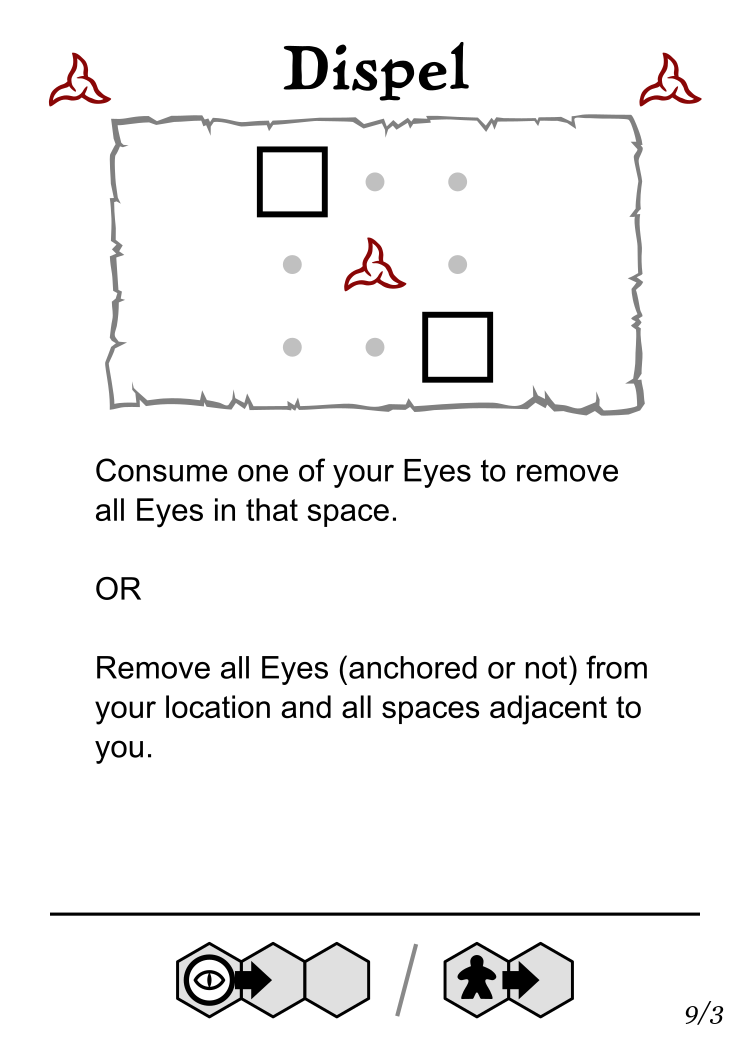 Dispel
Consume one of your Eyes to remove
all Eyes in that space.
OR
Remove all Eyes (anchored or not) from
your location and all spaces adjacent to
you.
9/3